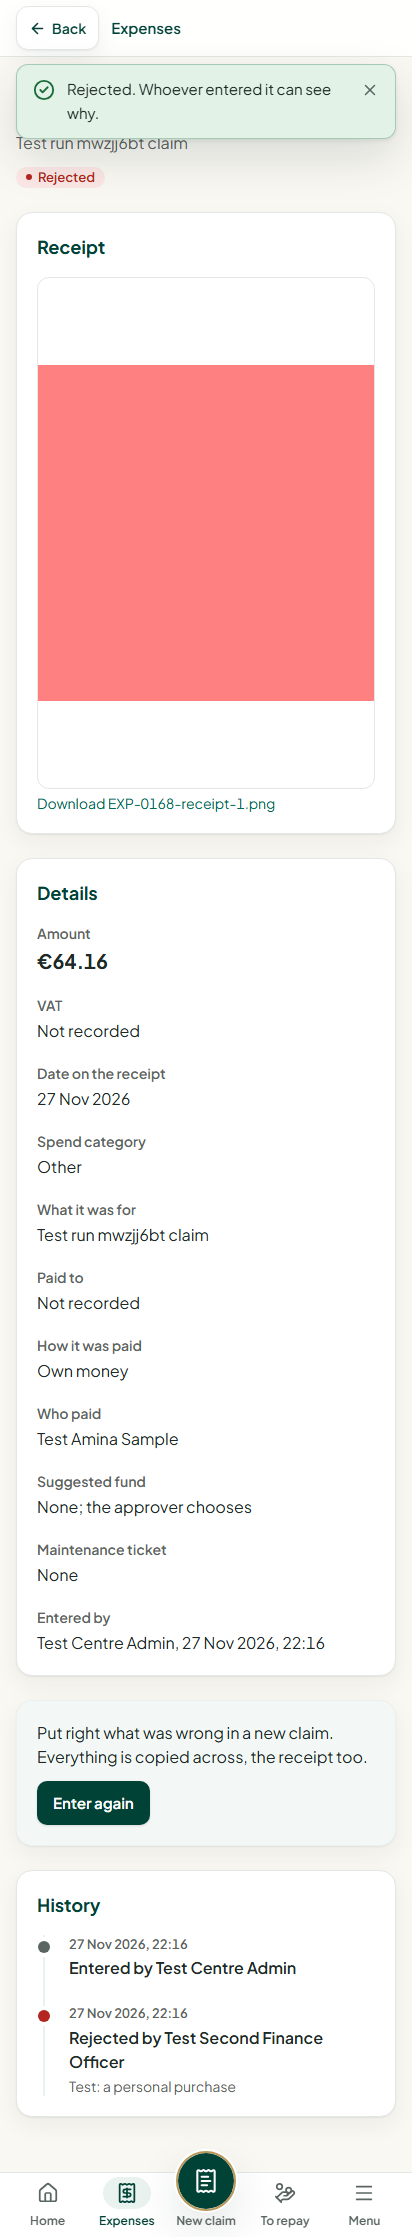 Back
Expenses
Rejected. Whoever entered it can see
why.
Test run mwzjj6bt claim
Rejected
Receipt
Download EXP-0168-receipt-1.png
Details
Amount
€64.16
VAT
Not recorded
Date on the receipt
27 Nov 2026
Spend category
Other
What it was for
Test run mwzjj6bt claim
Paid to
Not recorded
How it was paid
Own money
Who paid
Test Amina Sample
Suggested fund
None; the approver chooses
Maintenance ticket
None
Entered by
Test Centre Admin, 27 Nov 2026, 22:16
Put right what was wrong in a new claim.
Everything is copied across, the receipt too.
Enter again
History
27 Nov 2026, 22:16
Entered by Test Centre Admin
27 Nov 2026, 22:16
Rejected by Test Second Finance
Officer
Test: a personal purchase
Home
Expenses
New claim
To repay
Menu